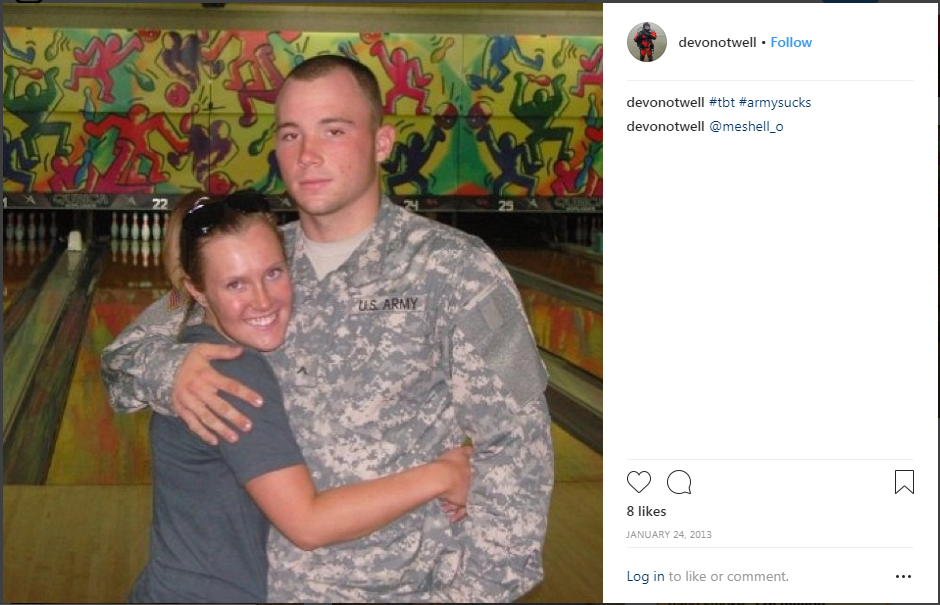 devonotwell • Follow
devonotwell #tbt #armysucks
devonotwell @meshell_o
22
24
25
U.S. ARMY
8 likes
JANUARY 24, 2013
Log in to like or comment.